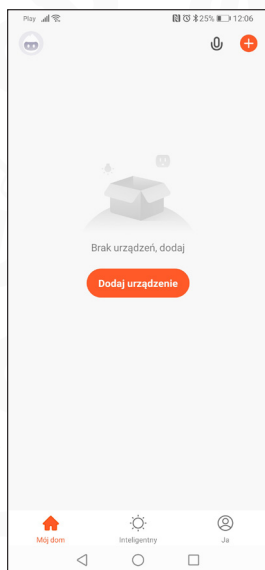 Play 25% 12:06
Brak urządzeń, dodaj
Dodaj urządzenie
Mój dom Inteligentny Ja